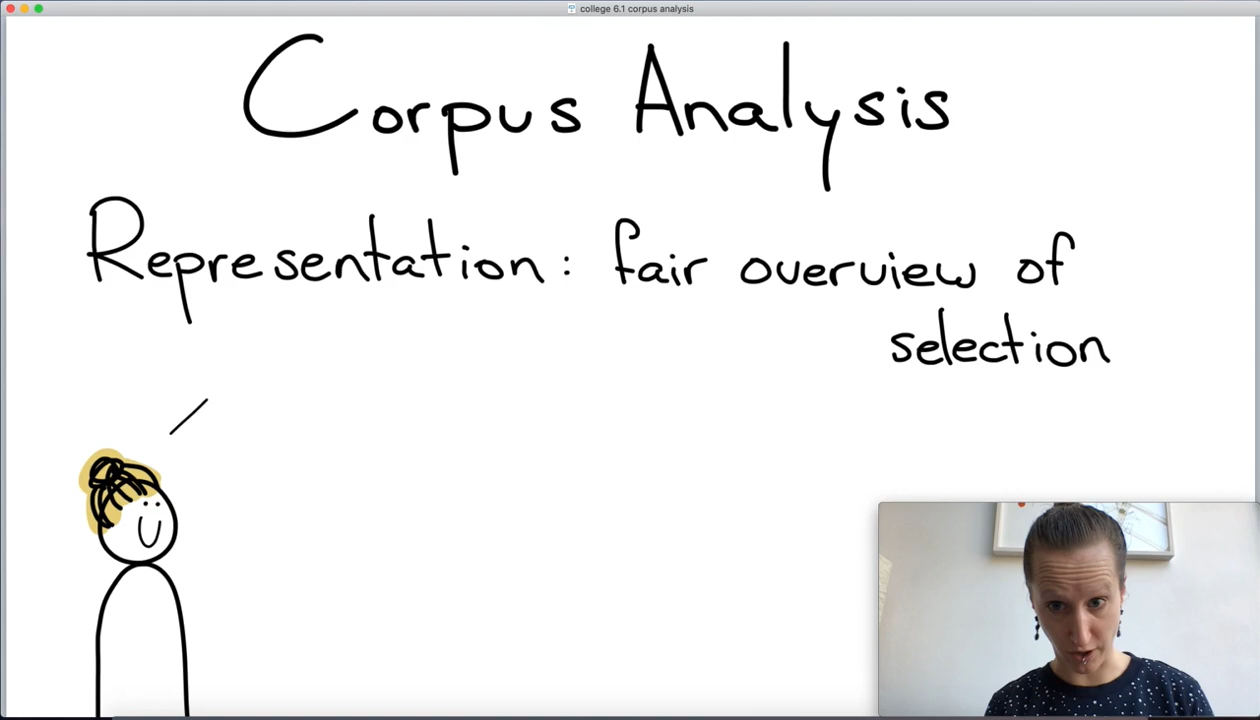 college 6.1 corpus analysis
Corpus Analysis
Representation: fair overview of
selection